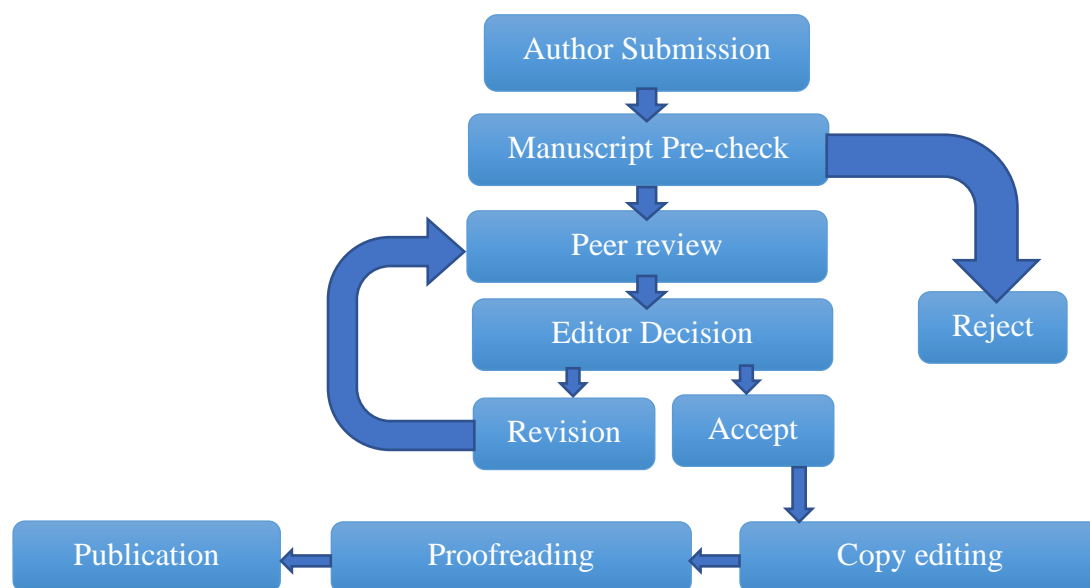 Author Submission
Manuscript Pre-check
Peer review
Editor Decision
Reject
Revision
Accept
Publication
Proofreading
Copy editing